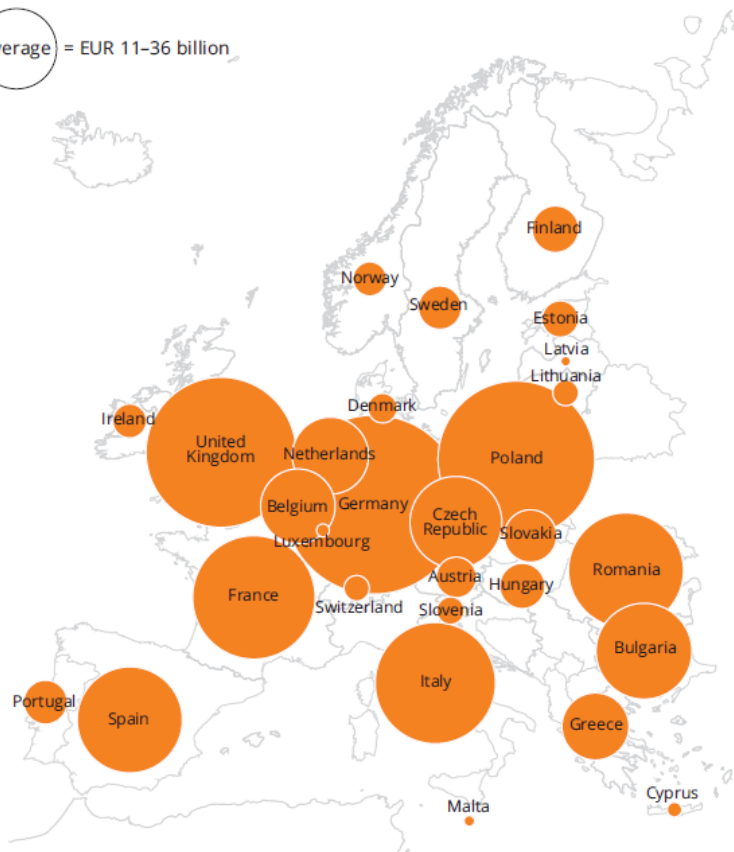 = EUR 11–36 billion
Finland
Norway
Sweden
Estonia
Latvia
Lithuania
Denmark
Ireland
United
Kingdom
Netherlands
Poland
Belgium
Germany
Czech
Republic
Slovakia
Luxembourg
Romania
Austria
Hungary
France
Switzerland
Slovenia
Bulgaria
Italy
Portugal
Spain
Greece
Cyprus
Malta